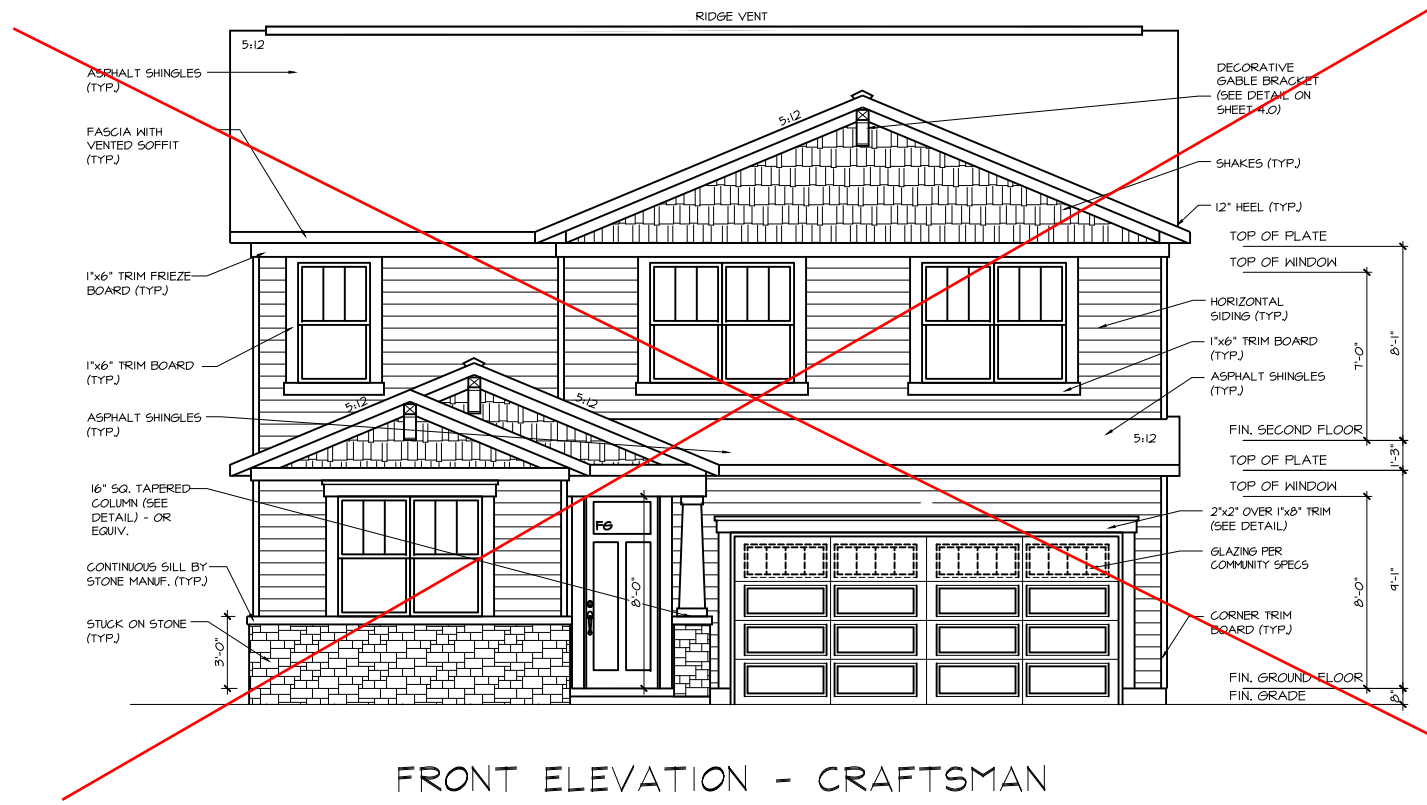 RIDGE VENT
5:12
ASPHALT SHINGLES
(TYP.)
FASCIA WITH
VENTED SOFFIT
(TYP.)
1"x6" TRIM FRIEZE
BOARD (TYP.)
1"x6" TRIM BOARD
(TYP.)
ASPHALT SHINGLES
(TYP.)
16" SQ. TAPERED
COLUMN (SEE
DETAIL) - OR
EQUIV.
CONTINUOUS SILL BY
STONE MANUF. (TYP.)
STUCK ON STONE
(TYP.)
3'-0"
5:12
5:12
5:12
5:12
FG
8'-0"
DECORATIVE
GABLE BRACKET
(SEE DETAIL ON
SHEET 4.0)
SHAKES (TYP.)
12" HEEL (TYP.)
TOP OF PLATE
TOP OF WINDOW
HORIZONTAL
SIDING (TYP.)
1"x6" TRIM BOARD
(TYP.)
ASPHALT SHINGLES
(TYP.)
7'-0"
8'-1"
FIN. SECOND FLOOR
1'-3"
TOP OF PLATE
TOP OF WINDOW
2"x2" OVER 1"x8" TRIM
(SEE DETAIL)
GLAZING PER
COMMUNITY SPECS
8'-0"
9'-1"
CORNER TRIM
BOARD (TYP.)
FIN. GROUND FLOOR
FIN. GRADE
8"
FRONT ELEVATION - CRAFTSMAN